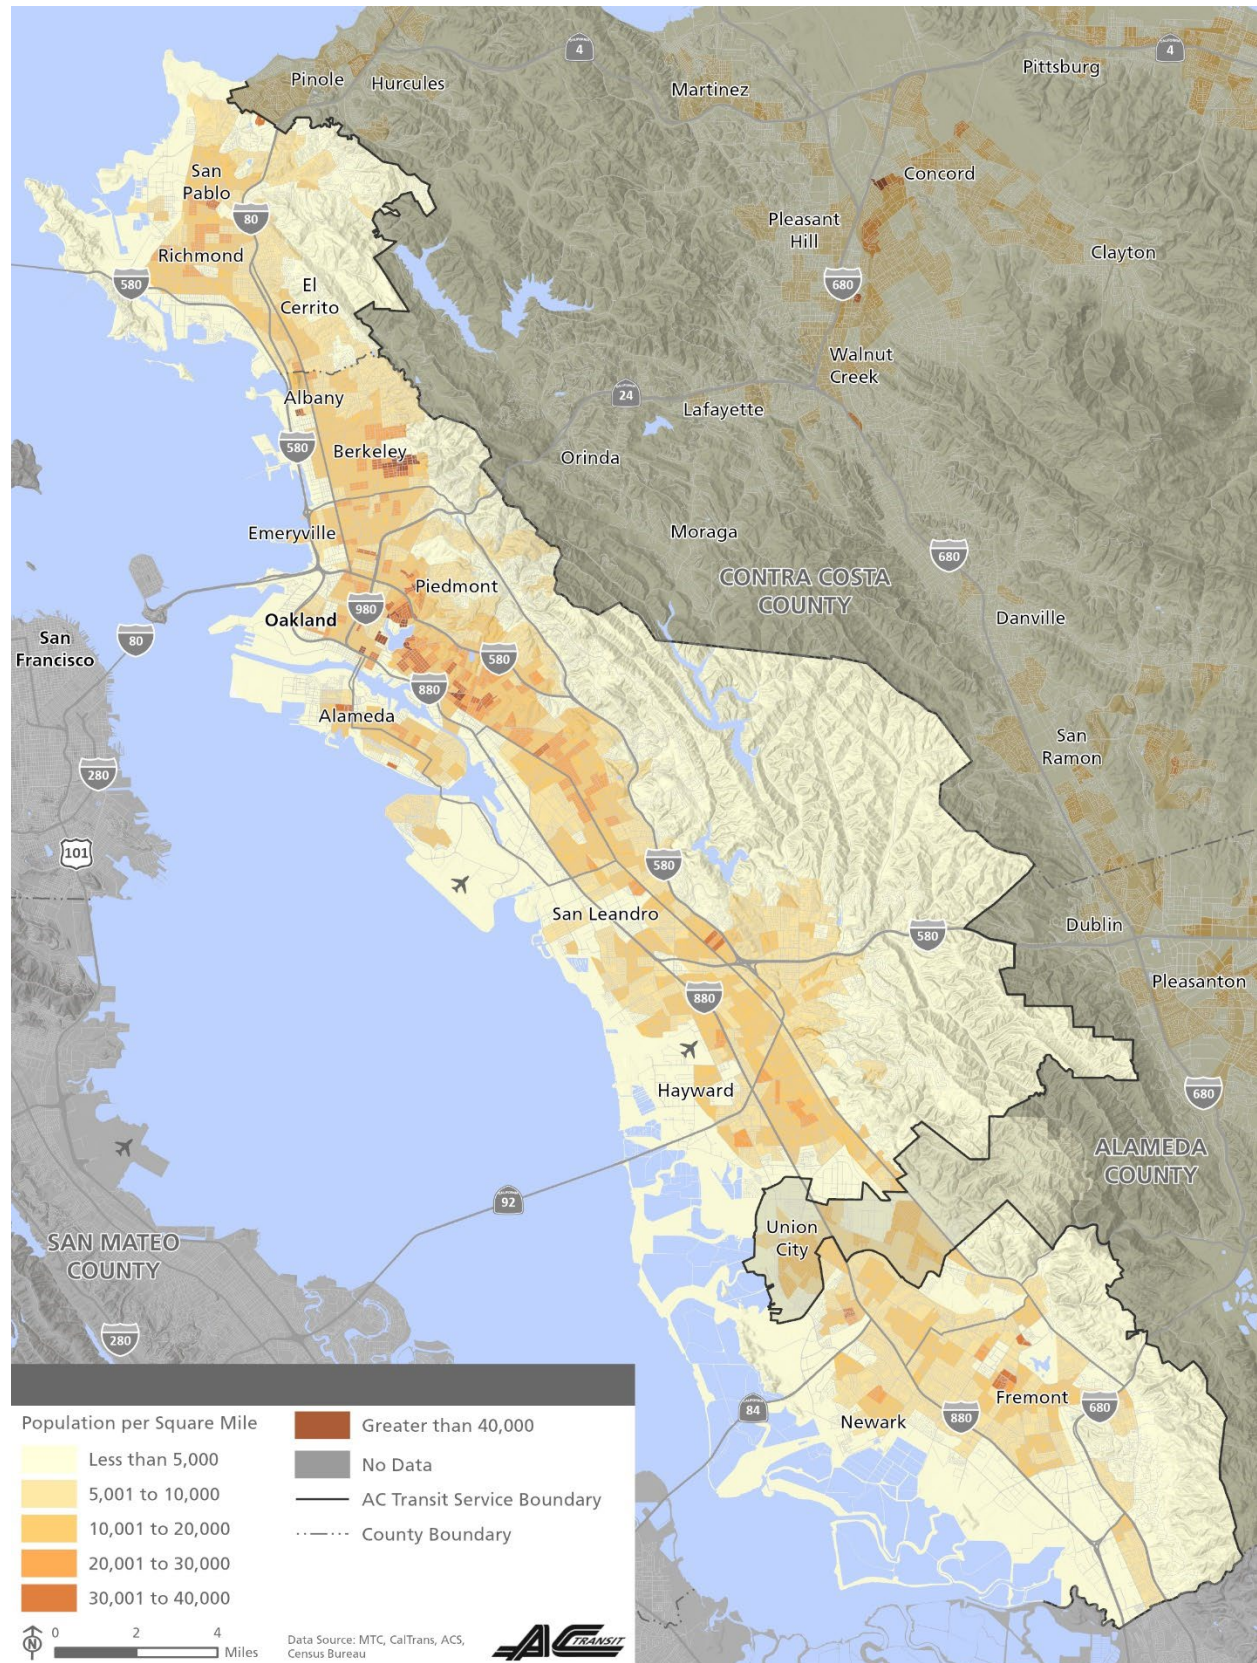 Pinole
Hurcules
4
Martinez
Pittsburg
4
San
Pablo
80
Richmond
580
El
Cerrito
Concord
Pleasant
Hill
Clayton
680
Walnut
Creek
24
Lafayette
Orinda
Moraga
Albany
580
Berkeley
Emeryville
680
CONTRA COSTA
COUNTY
Danville
Piedmont
980
Oakland
San
Francisco
80
580
880
Alameda
San
Ramon
280
101
580
San Leandro
580
Dublin
Pleasanton
880
Hayward
680
ALAMEDA
COUNTY
92
SAN MATEO
COUNTY
Union
City
280
84
Newark
880
Fremont
680
Population per Square Mile
Less than 5,000
5,001 to 10,000
10,001 to 20,000
20,001 to 30,000
30,001 to 40,000
Greater than 40,000
No Data
AC Transit Service Boundary
County Boundary
N
0 2 4
Miles
Data Source: MTC, CalTrans, ACS,
Census Bureau
AC TRANSIT